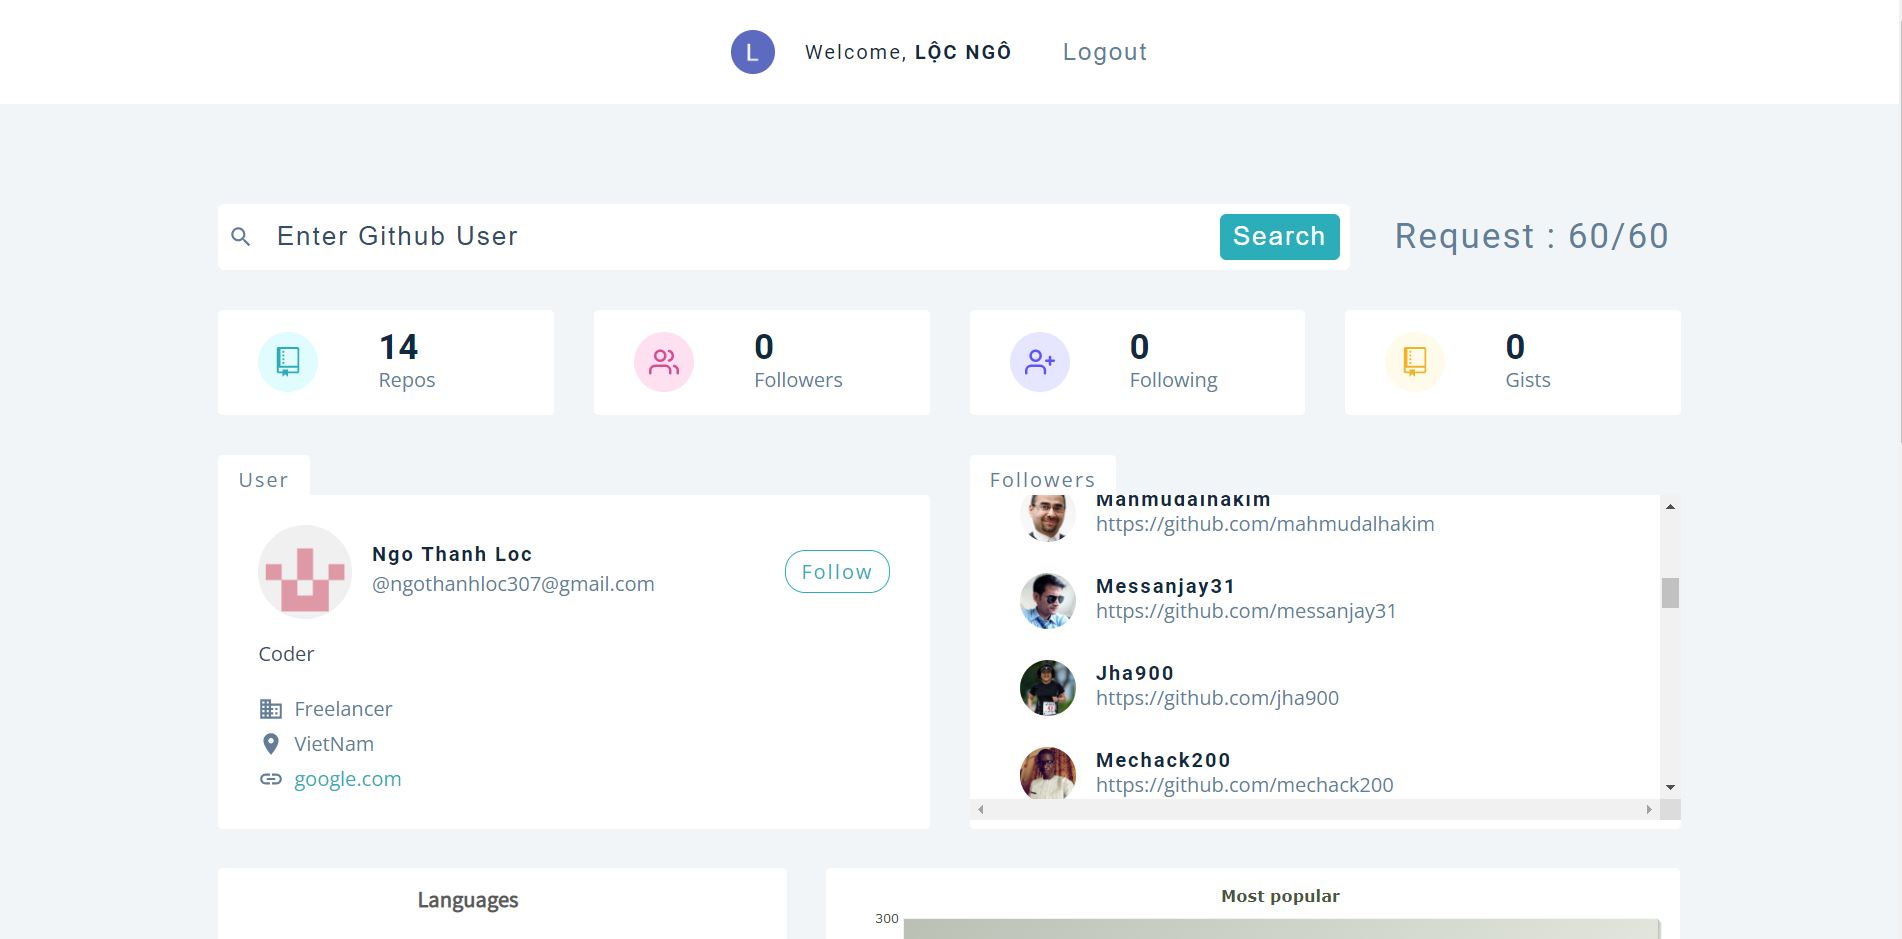 L
Welcome, LỘC NGÔ
Logout
Enter Github User
Search
Request : 60/60
14
Repos
0
Followers
0
Following
0
Gists
User
Ngo Thanh Loc
@ngothanhloc307@gmail.com
Follow
Coder
Freelancer
VietNam
google.com
Followers
Mahmudalhakim
https://github.com/mahmudalhakim
Messanjay31
https://github.com/messanjay31
Jha900
https://github.com/jha900
Mechack200
https://github.com/mechack200
Languages
Most popular
300